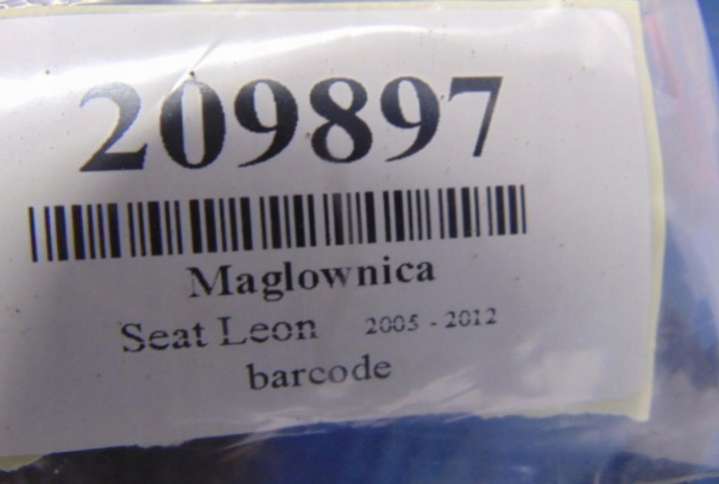 209897
Maglownica
Seat Leon 2005 - 2012
barcode